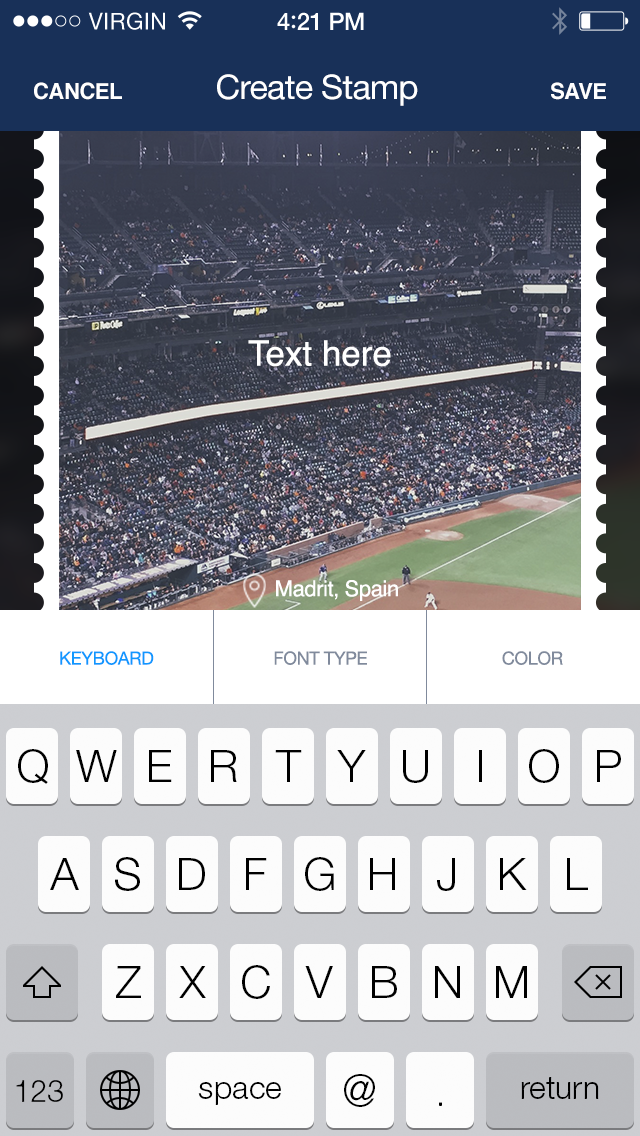 VIRGIN 4:21 PM
CANCEL Create Stamp SAVE
Text here
Madrit, Spain
KEYBOARD FONT TYPE COLOR
Q W E R T Y U I O P
A S D F G H J K L
Z X C V B N M
123 space @ . return